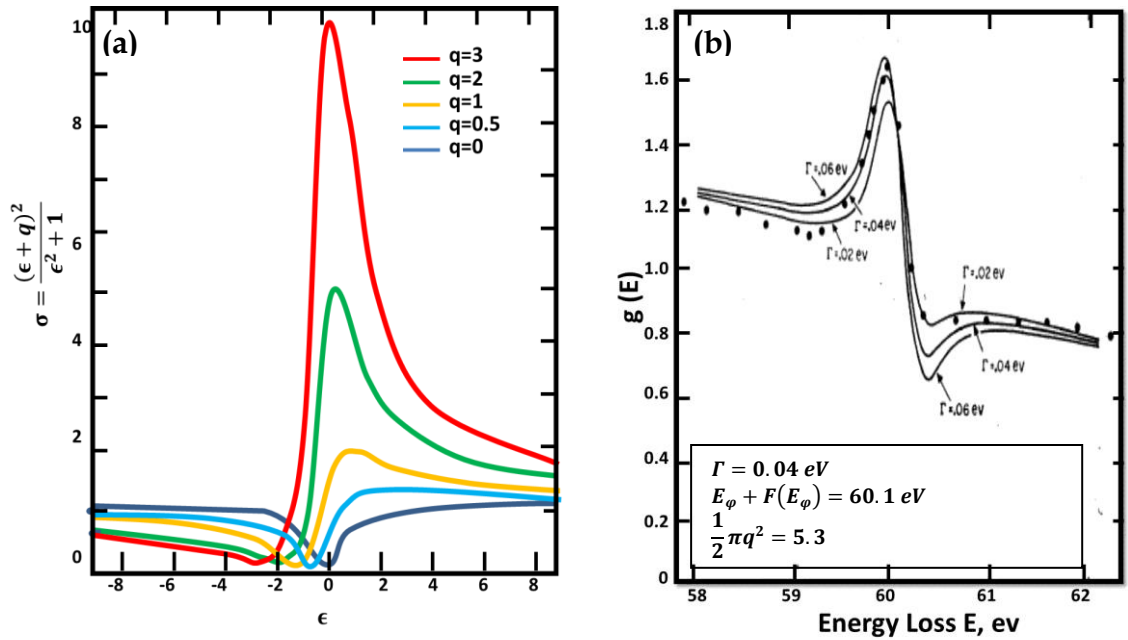 (a)
10
8
6
4
2
0
-8
-6
-4
-2
0
2
4
6
8
σ = (ϵ + q)² / ϵ² + 1
ϵ
q=3
q=2
q=1
q=0.5
q=0
(b)
1.8
1.6
1.4
1.2
1.0
0.8
0.6
0.4
0.2
0
g (E)
Γ=.06 eV
Γ=.04 eV
Γ=.02 eV
Γ=.02 eV
Γ=.04 eV
Γ=.06 eV
Γ = 0.04 eV
E_φ + F(E_φ) = 60.1 eV
1/2 πq² = 5.3
58
59
60
61
62
Energy Loss E, ev